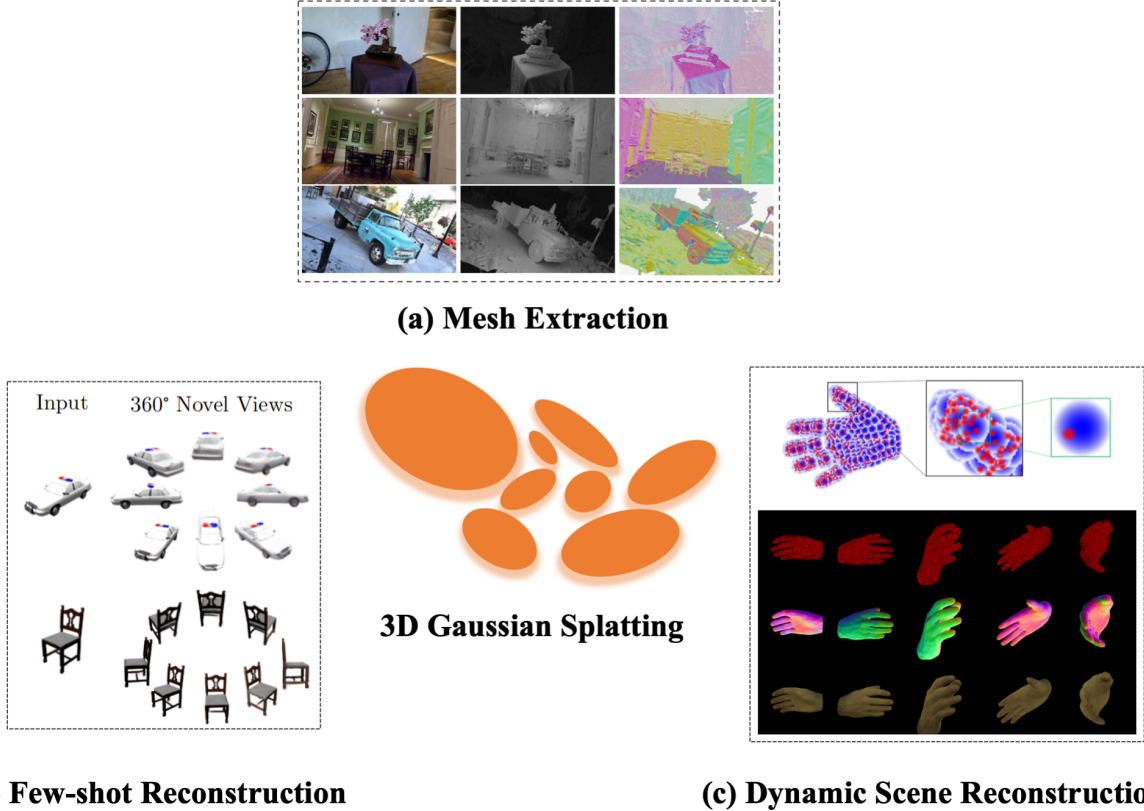 (a) Mesh Extraction
Input 360° Novel Views
3D Gaussian Splatting
Few-shot Reconstruction
(c) Dynamic Scene Reconstructio